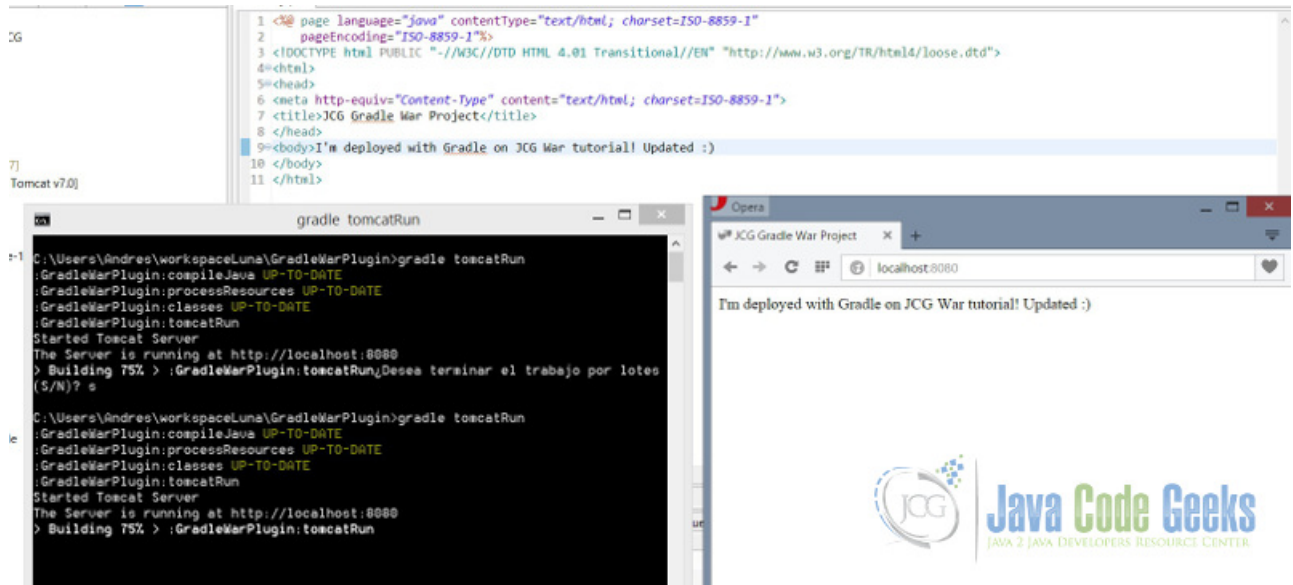 CG
7]
Tomcat v7.0]
e-1
le
1 <%@ page language="java" contentType="text/html; charset=ISO-8859-1"
2 pageEncoding="ISO-8859-1"%>
3 <!DOCTYPE html PUBLIC "-//W3C//DTD HTML 4.01 Transitional//EN" "http://www.w3.org/TR/html4/loose.dtd">
4 <html>
5 <head>
6 <meta http-equiv="Content-Type" content="text/html; charset=ISO-8859-1">
7 <title>JCG Gradle War Project</title>
8 </head>
9 <body>I'm deployed with Gradle on JCG War tutorial! Updated :)
10 </body>
11 </html>
gradle tomcatRun
C:\Users\Andres\workspaceLuna\GradleWarPlugin>gradle tomcatRun
:GradleWarPlugin:compileJava UP-TO-DATE
:GradleWarPlugin:processResources UP-TO-DATE
:GradleWarPlugin:classes UP-TO-DATE
:GradleWarPlugin:tomcatRun
Started Tomcat Server
The Server is running at http://localhost:8080
> Building 75% > :GradleWarPlugin:tomcatRun¿Desea terminar el trabajo por lotes
(S/N)? s
C:\Users\Andres\workspaceLuna\GradleWarPlugin>gradle tomcatRun
:GradleWarPlugin:compileJava UP-TO-DATE
:GradleWarPlugin:processResources UP-TO-DATE
:GradleWarPlugin:classes UP-TO-DATE
:GradleWarPlugin:tomcatRun
Started Tomcat Server
The Server is running at http://localhost:8080
> Building 75% > :GradleWarPlugin:tomcatRun
ue
Opera
JCG Gradle War Project
localhost:8080
I'm deployed with Gradle on JCG War tutorial! Updated :)
JCG
Java Code Geeks
JAVA 2 JAVA DEVELOPERS RESOURCE CENTER